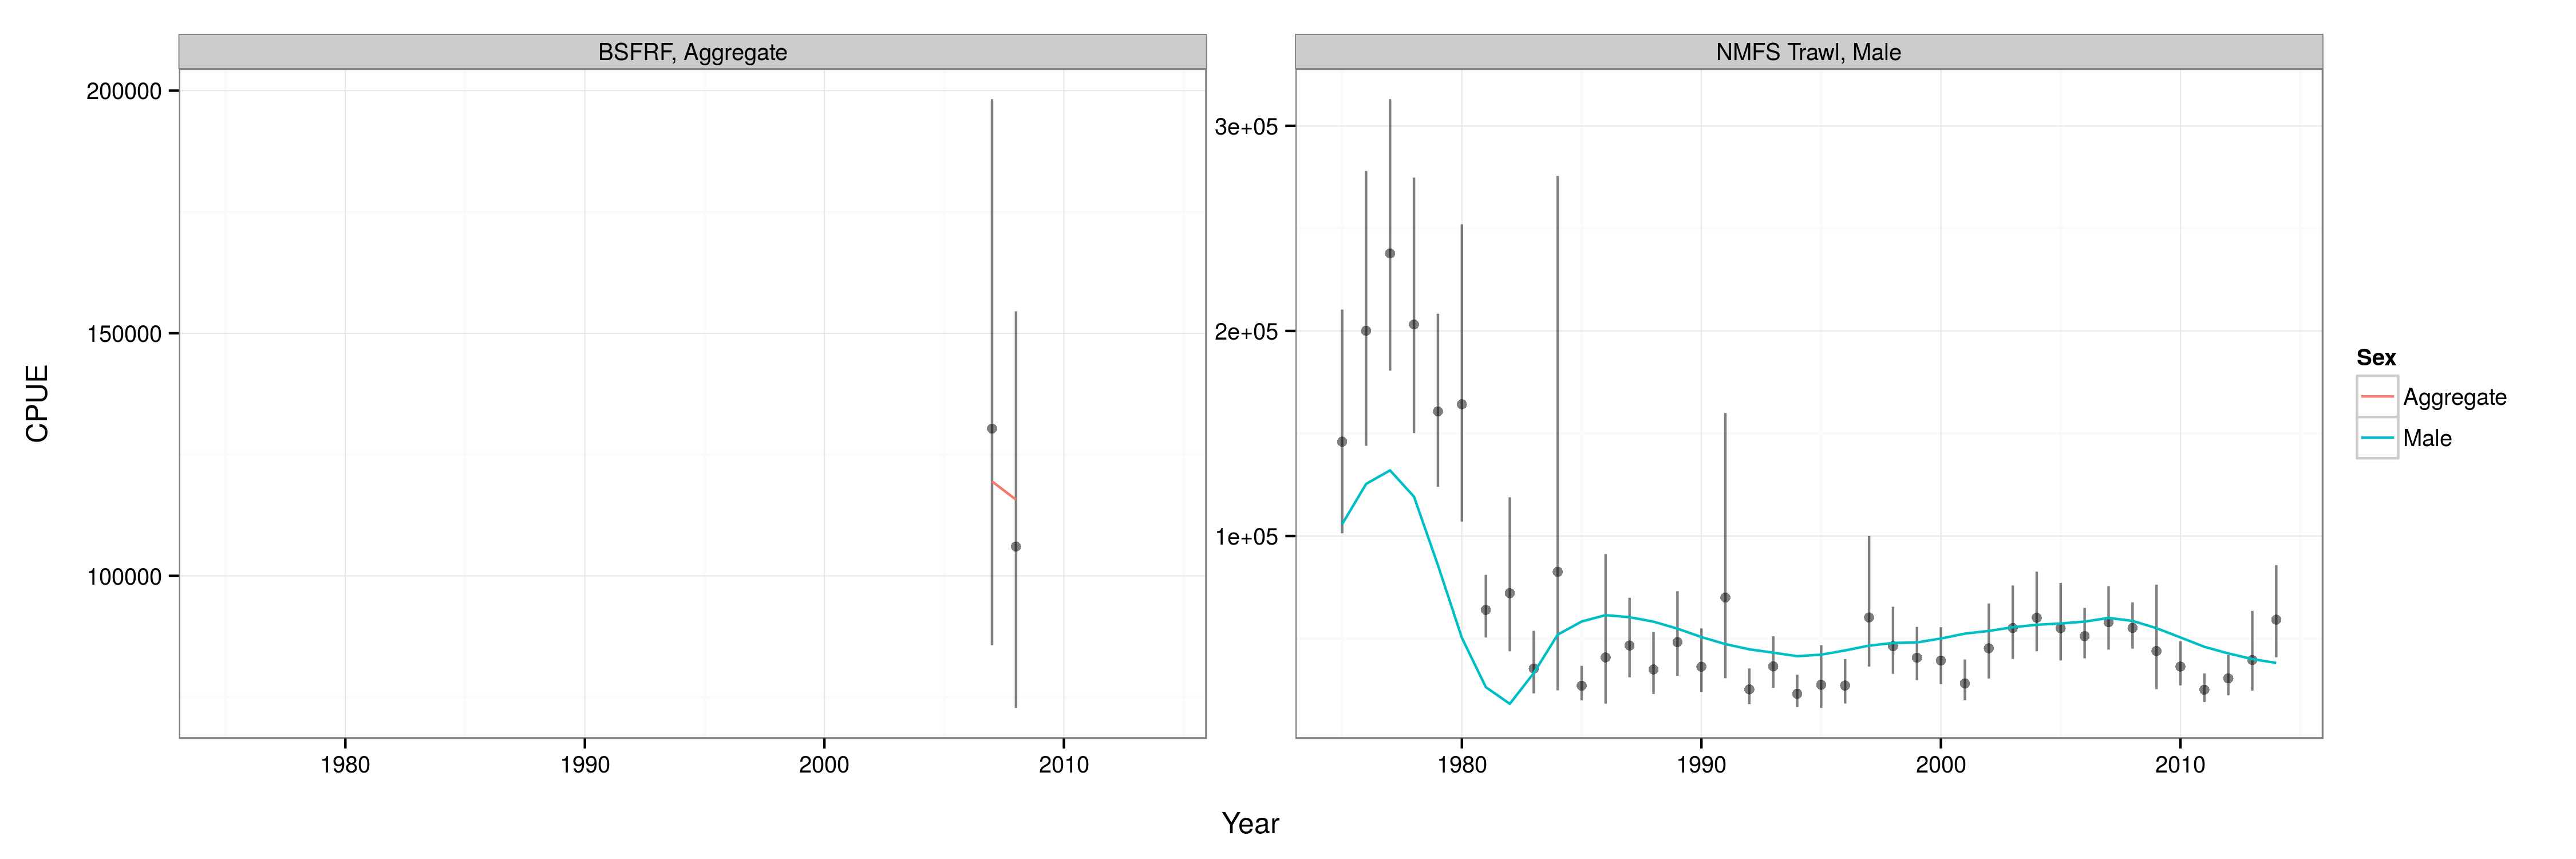 BSFRF, Aggregate
NMFS Trawl, Male
200000
150000
100000
3e+05
2e+05
1e+05
CPUE
1980
1990
2000
2010
1980
1990
2000
2010
Year
Sex
Aggregate
Male